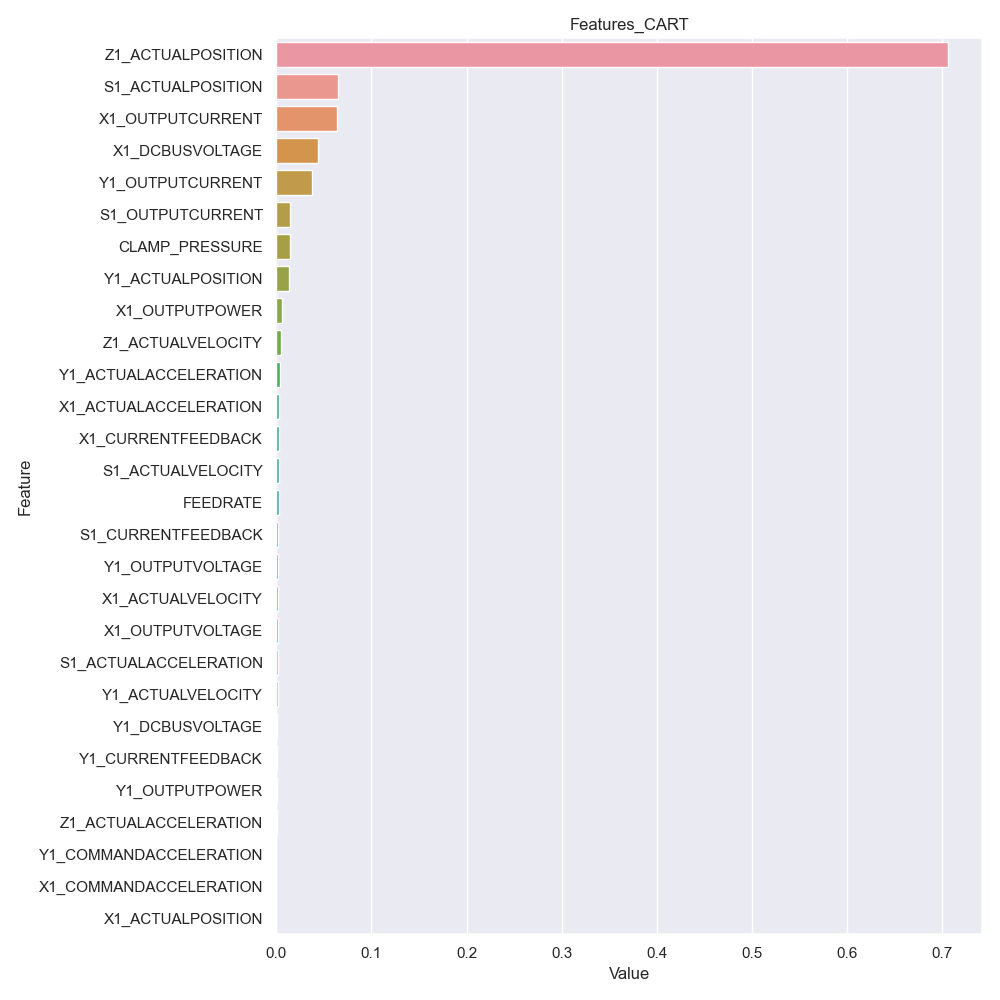 Features_CART
Z1_ACTUALPOSITION
S1_ACTUALPOSITION
X1_OUTPUTCURRENT
X1_DCBUSVOLTAGE
Y1_OUTPUTCURRENT
S1_OUTPUTCURRENT
CLAMP_PRESSURE
Y1_ACTUALPOSITION
X1_OUTPUTPOWER
Z1_ACTUALVELOCITY
Y1_ACTUALACCELERATION
X1_ACTUALACCELERATION
X1_CURRENTFEEDBACK
S1_ACTUALVELOCITY
FEEDRATE
S1_CURRENTFEEDBACK
Y1_OUTPUTVOLTAGE
X1_ACTUALVELOCITY
X1_OUTPUTVOLTAGE
S1_ACTUALACCELERATION
Y1_ACTUALVELOCITY
Y1_DCBUSVOLTAGE
Y1_CURRENTFEEDBACK
Y1_OUTPUTPOWER
Z1_ACTUALACCELERATION
Y1_COMMANDACCELERATION
X1_COMMANDACCELERATION
X1_ACTUALPOSITION
Feature
0.0 0.1 0.2 0.3 0.4 0.5 0.6 0.7
Value